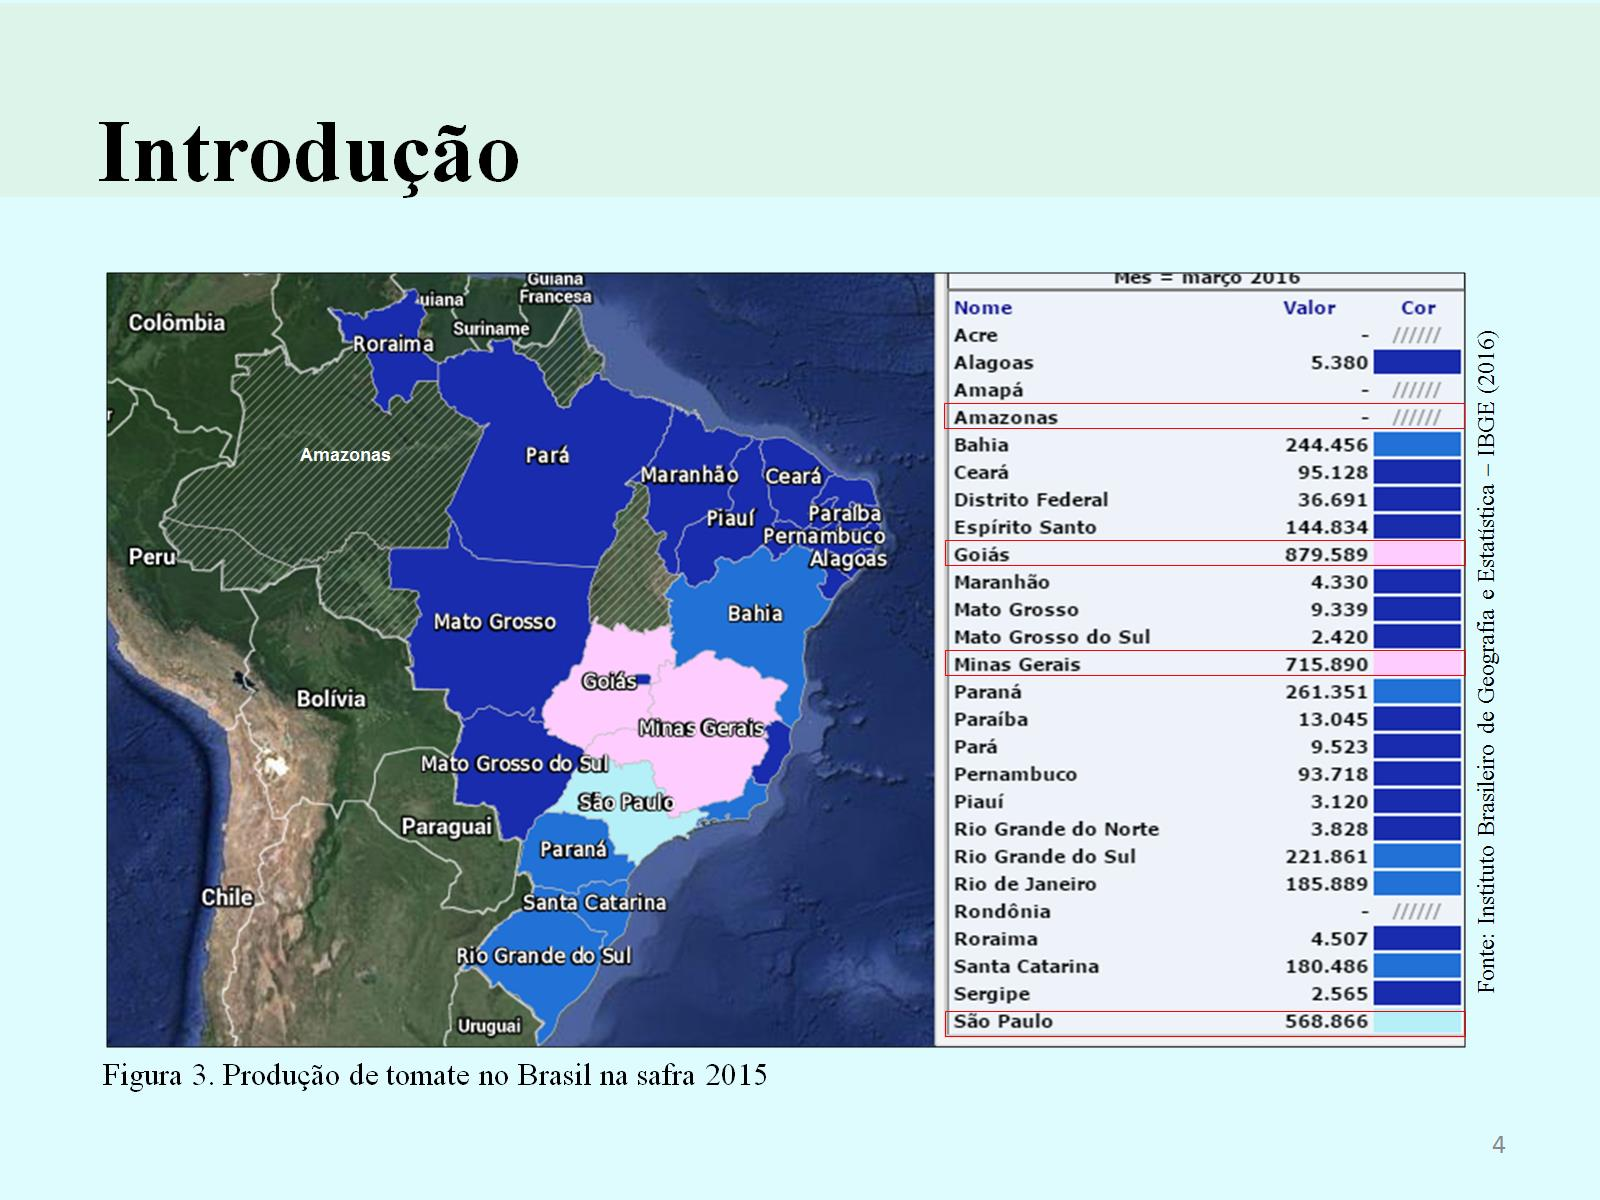 Introdução
Guiana
Francesa
uiana
Suriname
Colômbia
Roraima
Amazonas
Pará
Maranhão
Ceará
Piauí
Paraíba
Pernambuco
Alagoas
Peru
Mato Grosso
Bahia
Goiás
Bolívia
Minas Gerais
Mato Grosso do Sul
São Paulo
Paraguai
Paraná
Chile
Santa Catarina
Rio Grande do Sul
Uruguai
Mês = março 2016
Nome Valor Cor
Acre - //////
Alagoas 5.380
Amapá - //////
Amazonas - //////
Bahia 244.456
Ceará 95.128
Distrito Federal 36.691
Espírito Santo 144.834
Goiás 879.589
Maranhão 4.330
Mato Grosso 9.339
Mato Grosso do Sul 2.420
Minas Gerais 715.890
Paraná 261.351
Paraíba 13.045
Pará 9.523
Pernambuco 93.718
Piauí 3.120
Rio Grande do Norte 3.828
Rio Grande do Sul 221.861
Rio de Janeiro 185.889
Rondônia - //////
Roraima 4.507
Santa Catarina 180.486
Sergipe 2.565
São Paulo 568.866
Fonte: Instituto Brasileiro de Geografia e Estatística – IBGE (2016)
Figura 3. Produção de tomate no Brasil na safra 2015
4